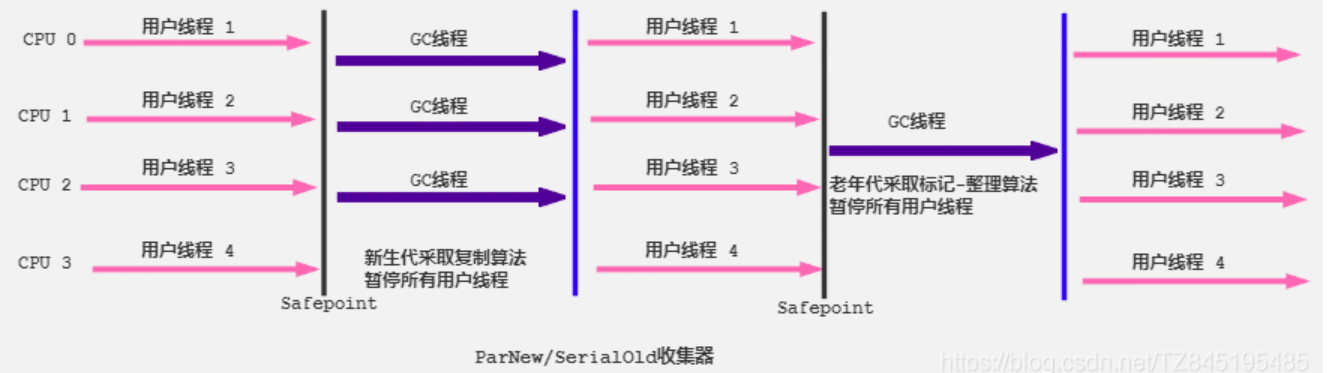 CPU 0
用户线程 1
GC线程
用户线程 1
用户线程 1
CPU 1
用户线程 2
GC线程
用户线程 2
GC线程
用户线程 2
CPU 2
用户线程 3
GC线程
用户线程 3
老年代采取标记-整理算法
暂停所有用户线程
用户线程 3
CPU 3
用户线程 4
新生代采取复制算法
暂停所有用户线程
用户线程 4
用户线程 4
Safepoint
Safepoint
ParNew/SerialOld收集器
https://blog.csdn.net/TZ845195485